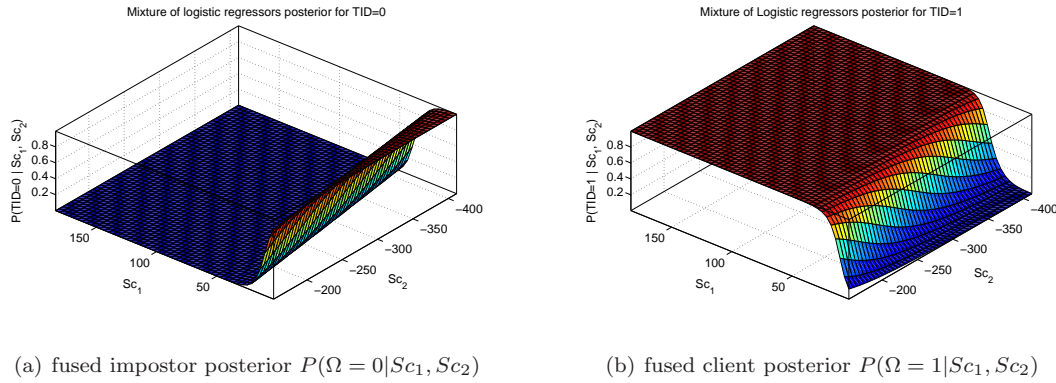 Mixture of logistic regressors posterior for TID=0
P(TID=0 | Sc1, Sc2)
0.8
0.6
0.4
0.2
150
100
50
Sc1
−400
−350
−300
−250
−200
Sc2
(a) fused impostor posterior P(Ω = 0|Sc1, Sc2)
Mixture of Logistic regressors posterior for TID=1
P(TID=1 | Sc1, Sc2)
0.8
0.6
0.4
0.2
150
100
50
Sc1
−400
−350
−300
−250
−200
Sc2
(b) fused client posterior P(Ω = 1|Sc1, Sc2)